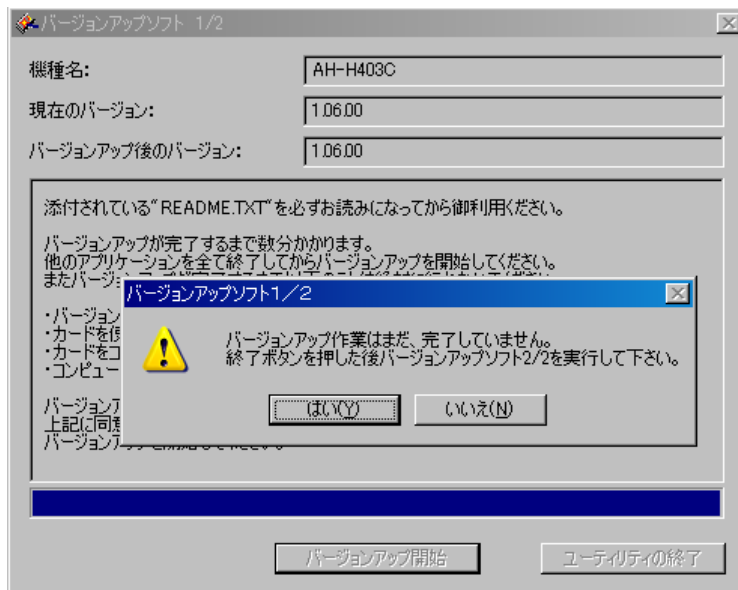 バージョンアップソフト 1/2
機種名:
AH-H403C
現在のバージョン:
1.06.00
バージョンアップ後のバージョン:
1.06.00
添付されている"README.TXT"を必ずお読みになってから御利用ください。
バージョンアップが完了するまで数分かかります。
他のアプリケーションを全て終了してからバージョンアップを開始してください。
またバージョン
・バージョン
・カードを
・カードを
・コンピュー
バージョン
上記に同意
バージョンアップソフト1／2
バージョンアップ作業はまだ、完了していません。
終了ボタンを押した後バージョンアップソフト2/2を実行して下さい。
はい(Y)
いいえ(N)
バージョンアップ開始
ユーティリティの終了